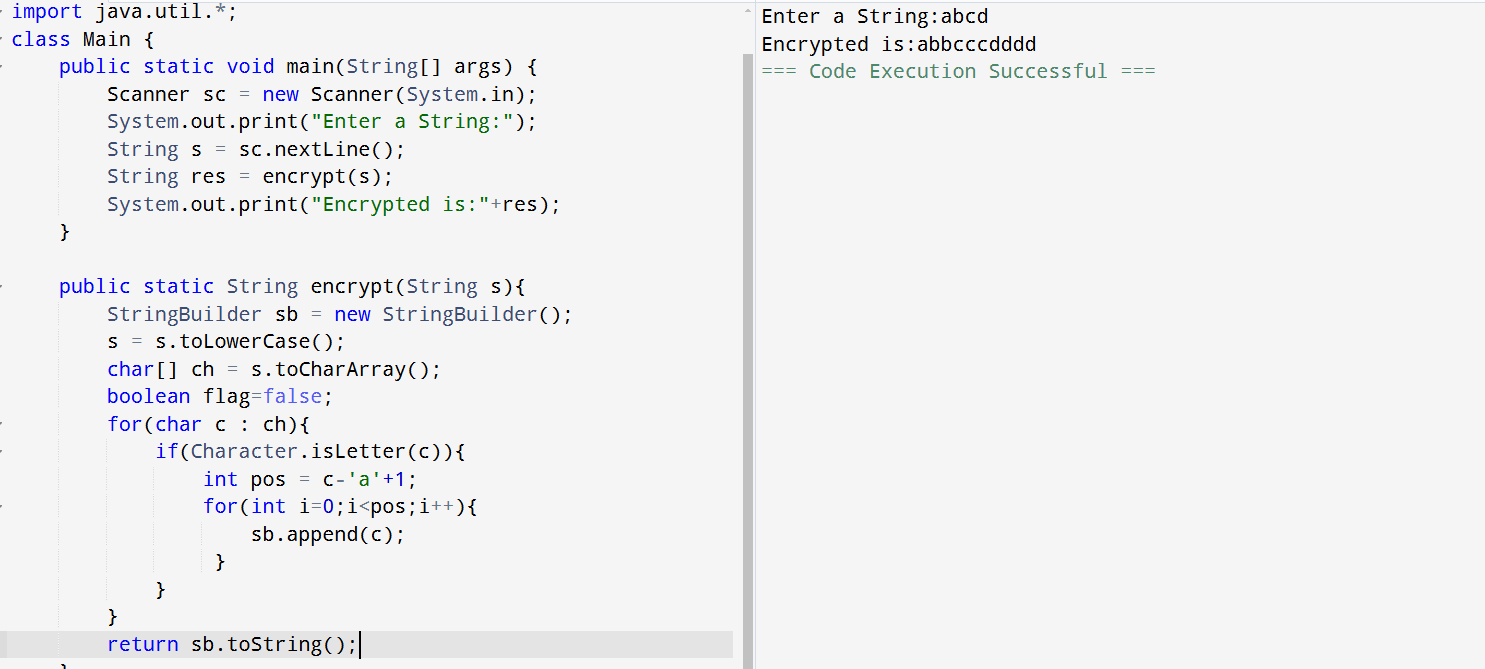 import java.util.*;
class Main {
    public static void main(String[] args) {
        Scanner sc = new Scanner(System.in);
        System.out.print("Enter a String:");
        String s = sc.nextLine();
        String res = encrypt(s);
        System.out.print("Encrypted is:"+res);
    }

    public static String encrypt(String s){
        StringBuilder sb = new StringBuilder();
        s = s.toLowerCase();
        char[] ch = s.toCharArray();
        boolean flag=false;
        for(char c : ch){
            if(Character.isLetter(c)){
                int pos = c-'a'+1;
                for(int i=0;i<pos;i++){
                    sb.append(c);
                 }
            }
        }
        return sb.toString();
    }
Enter a String:abcd
Encrypted is:abbcccdddd
=== Code Execution Successful ===